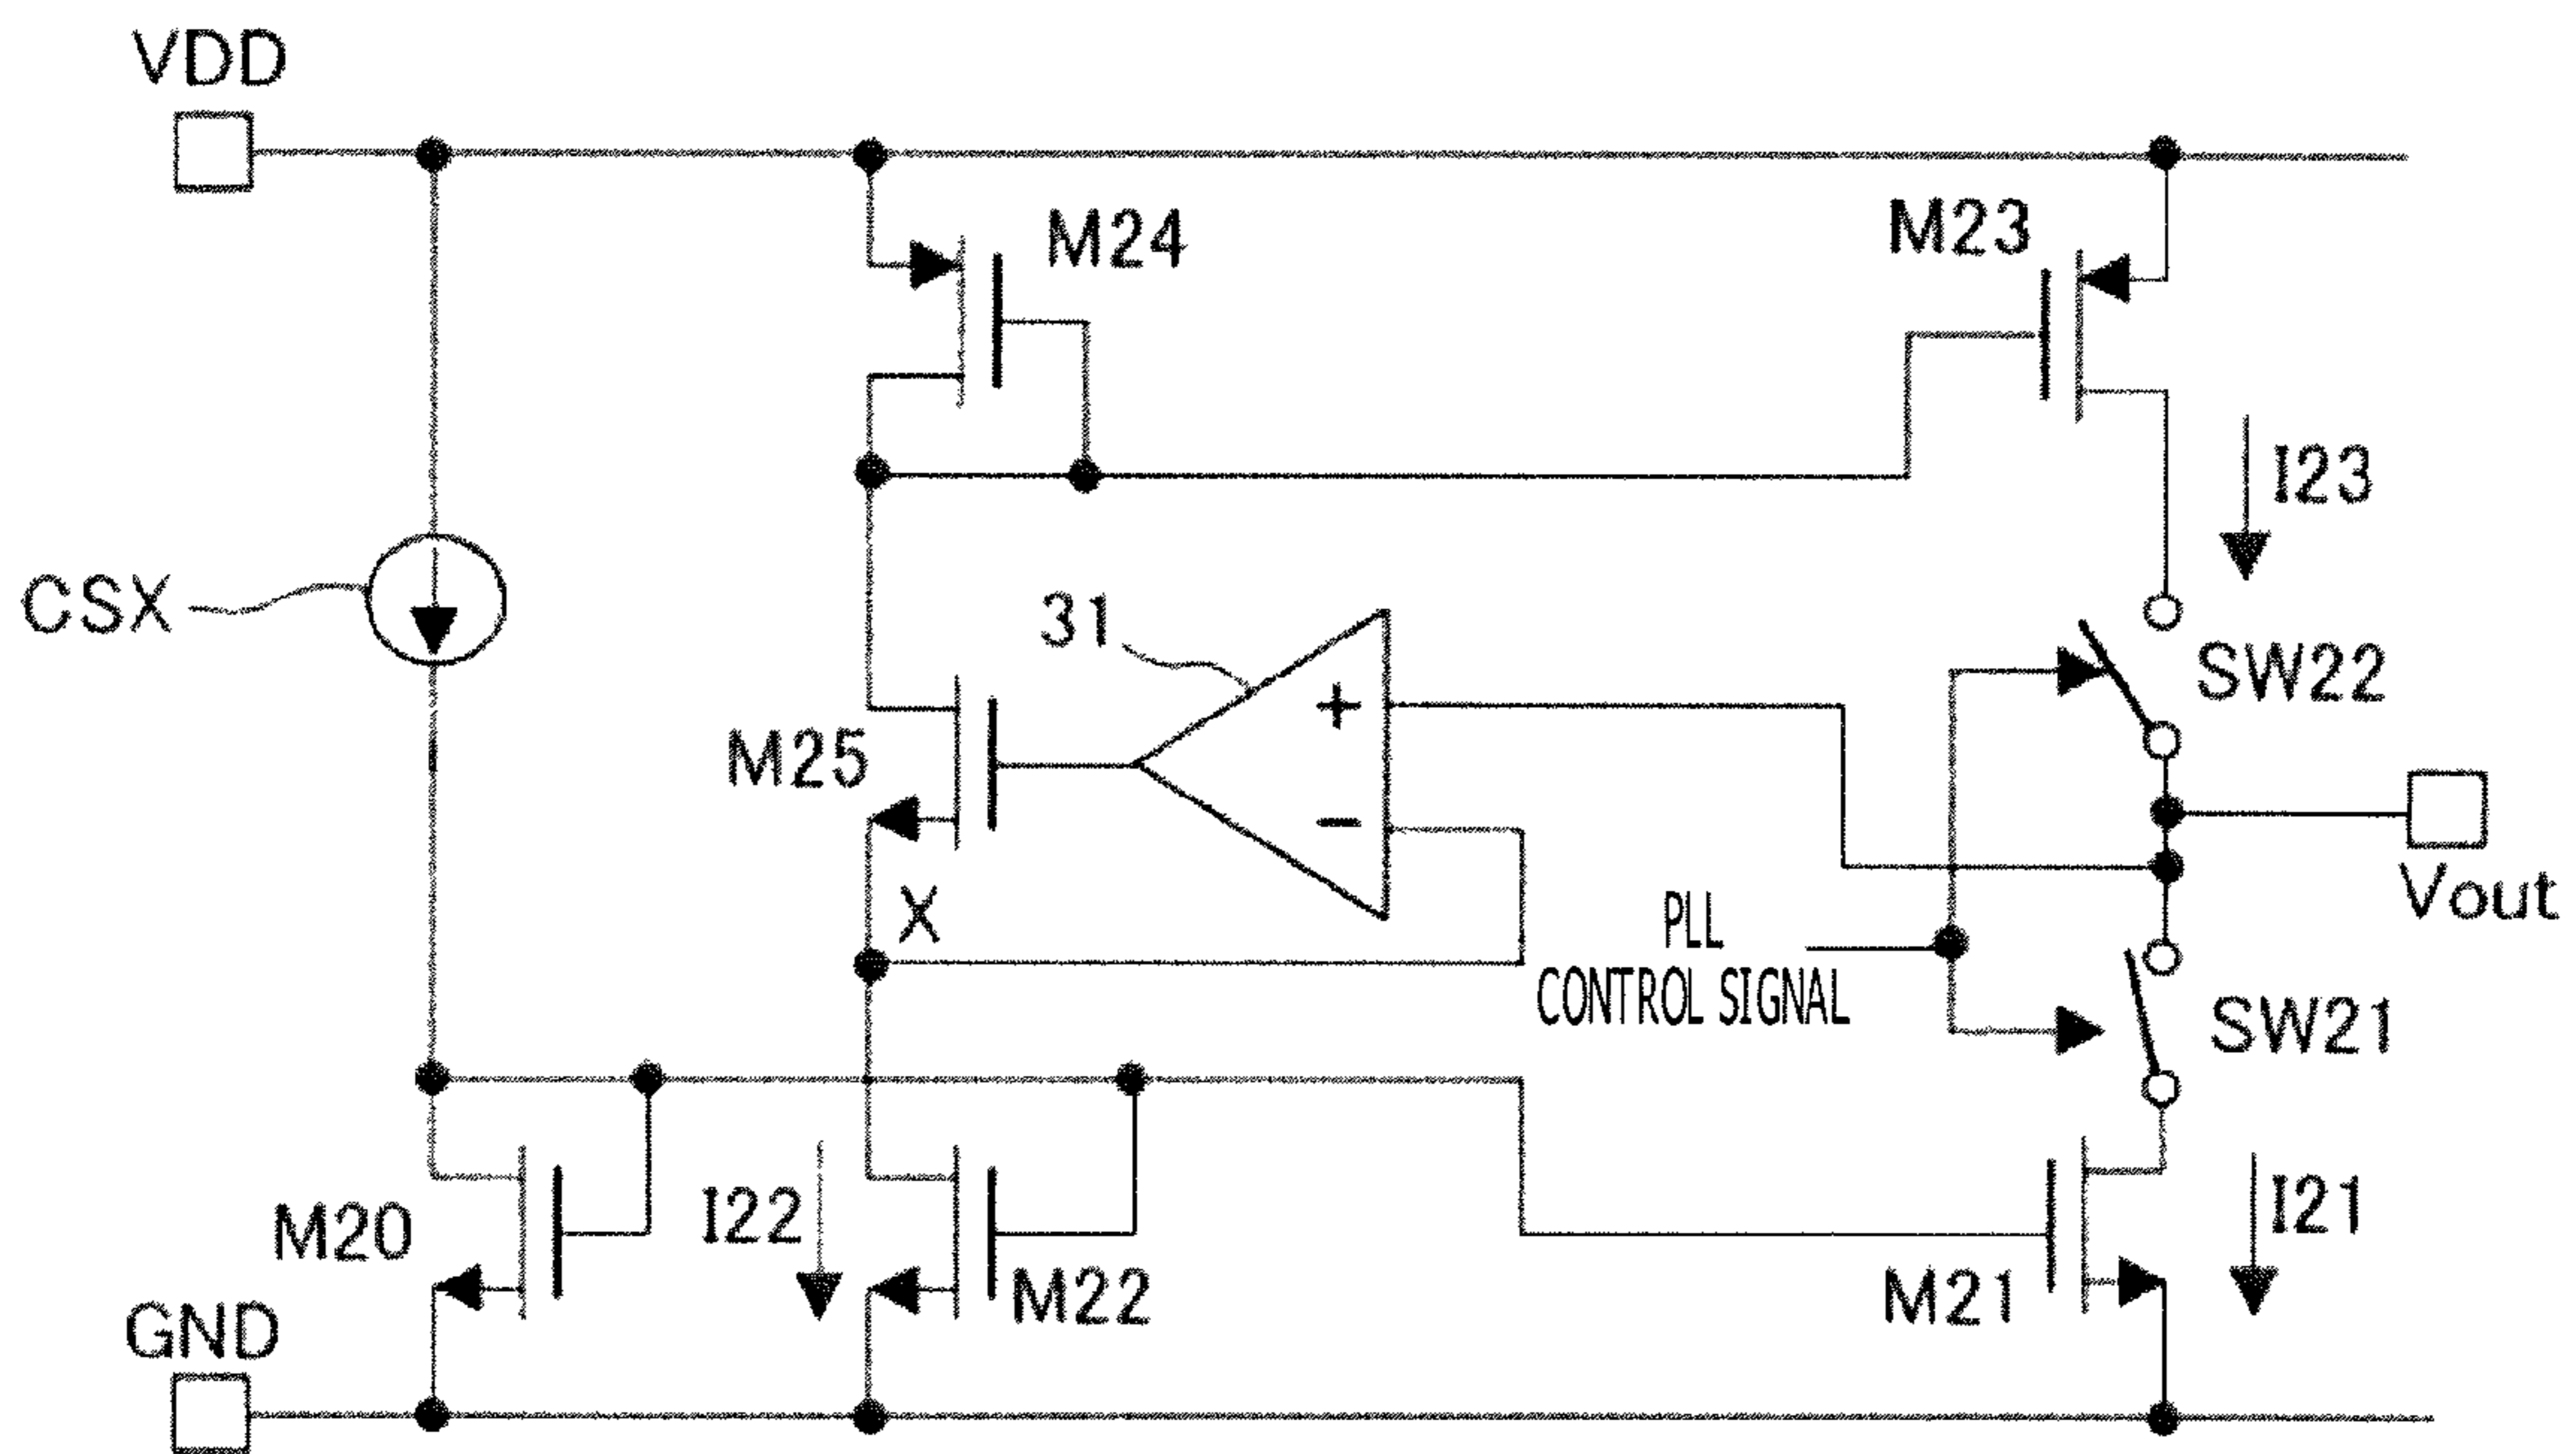 VDD
M24
M23
I23
CSX
31
+
SW22
M25
−
X
Vout
PLL
CONTROL SIGNAL
SW21
M20
I22
M22
M21
I21
GND